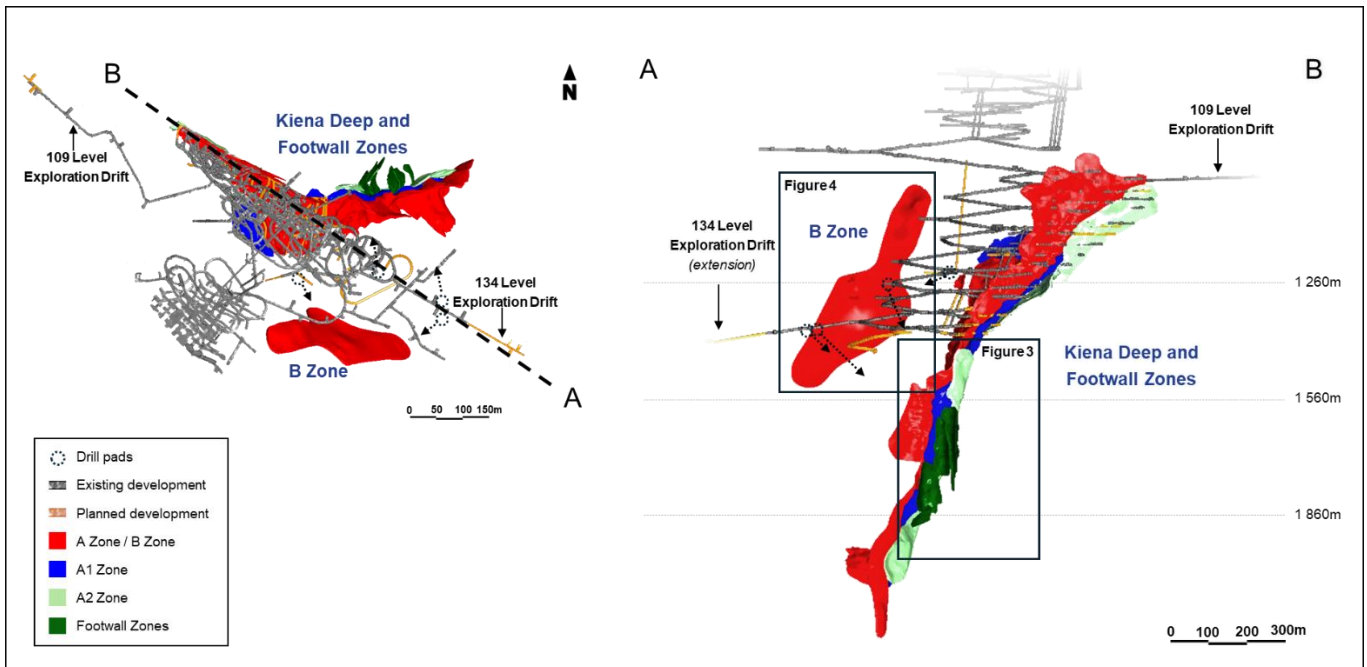 B
N
Kiena Deep and
Footwall Zones
109 Level
Exploration Drift
134 Level
Exploration Drift
B Zone
A
0 50 100 150m
Drill pads
Existing development
Planned development
A Zone / B Zone
A1 Zone
A2 Zone
Footwall Zones
A
B
109 Level
Exploration Drift
Figure 4
B Zone
134 Level
Exploration Drift
(extension)
1 260m
Figure 3
Kiena Deep and
Footwall Zones
1 560m
1 860m
0 100 200 300m